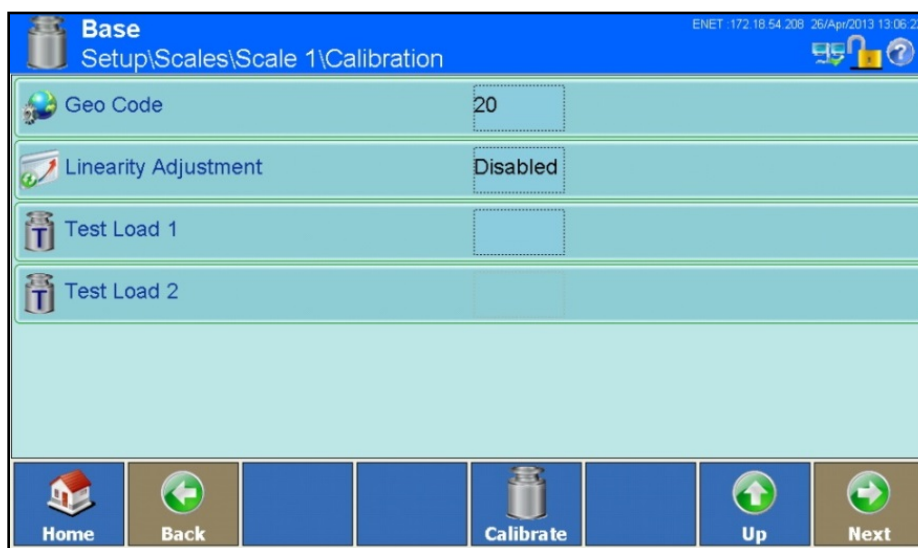 Base
ENET :172.18.54.208 26/Apr/2013 13:06:22
Setup\Scales\Scale 1\Calibration
Geo Code 20
Linearity Adjustment Disabled
Test Load 1
Test Load 2
Home Back Calibrate Up Next